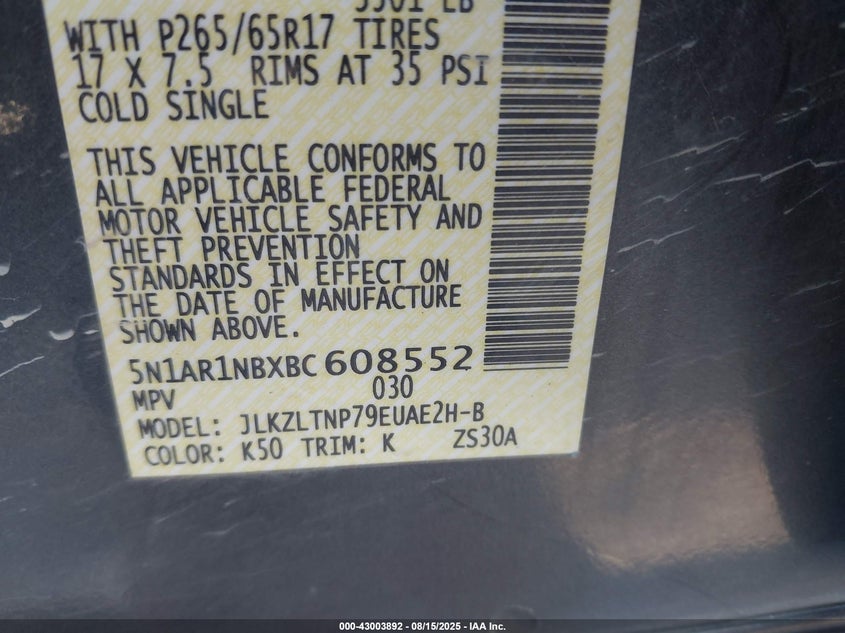 5501 LB
WITH P265/65R17 TIRES
17 X 7.5 RIMS AT 35 PSI
COLD SINGLE
THIS VEHICLE CONFORMS TO
ALL APPLICABLE FEDERAL
MOTOR VEHICLE SAFETY AND
THEFT PREVENTION
STANDARDS IN EFFECT ON
THE DATE OF MANUFACTURE
SHOWN ABOVE.
5N1AR1NBXBC608552
MPV 030
MODEL: JLKZLTNP79EUAE2H-B
COLOR: K50 TRIM: K ZS30A
000-43003892 - 08/15/2025 - IAA Inc.